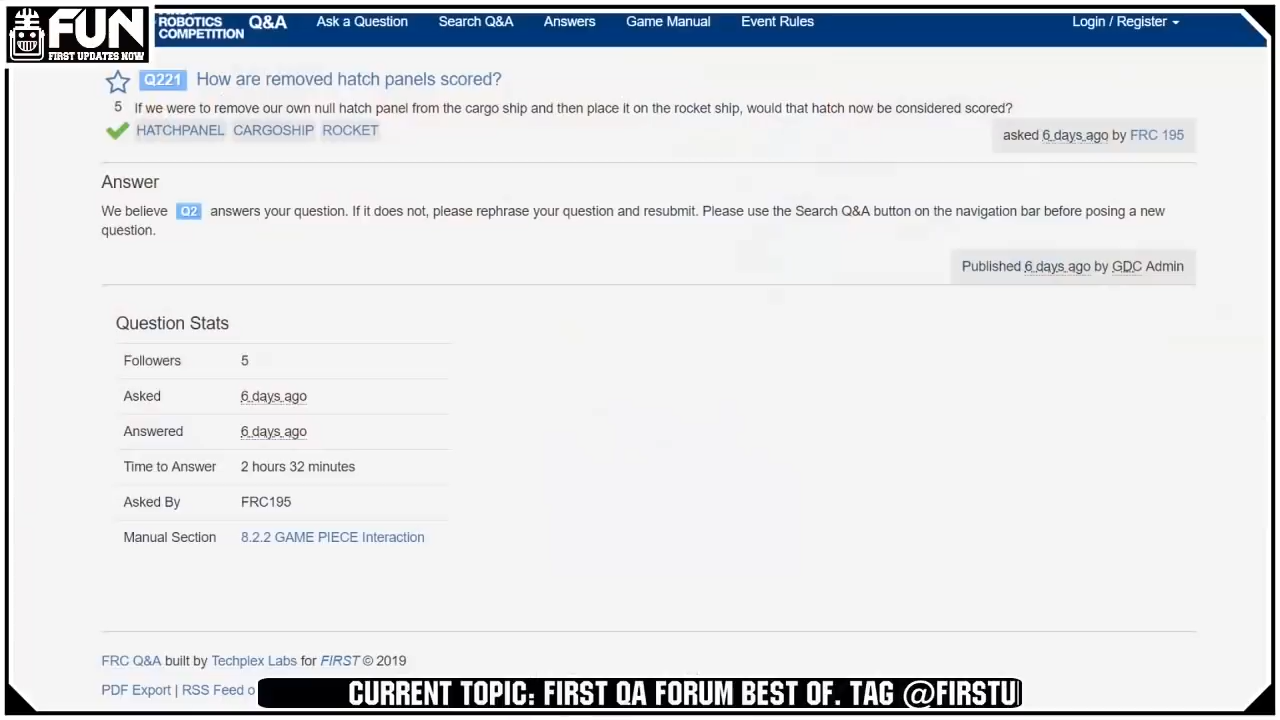 FUN
FIRST UPDATES NOW
ROBOTICS
COMPETITION
Q&A Ask a Question Search Q&A Answers Game Manual Event Rules Login / Register
Q221 How are removed hatch panels scored?
5 If we were to remove our own null hatch panel from the cargo ship and then place it on the rocket ship, would that hatch now be considered scored?
HATCHPANEL CARGOSHIP ROCKET
asked 6 days ago by FRC 195
Answer
We believe Q2 answers your question. If it does not, please rephrase your question and resubmit. Please use the Search Q&A button on the navigation bar before posing a new
question.
Published 6 days ago by GDC Admin
Question Stats
Followers 5
Asked 6 days ago
Answered 6 days ago
Time to Answer 2 hours 32 minutes
Asked By FRC195
Manual Section 8.2.2 GAME PIECE Interaction
FRC Q&A built by Techplex Labs for FIRST © 2019
PDF Export | RSS Feed o
CURRENT TOPIC: FIRST QA FORUM BEST OF. TAG @FIRSTU